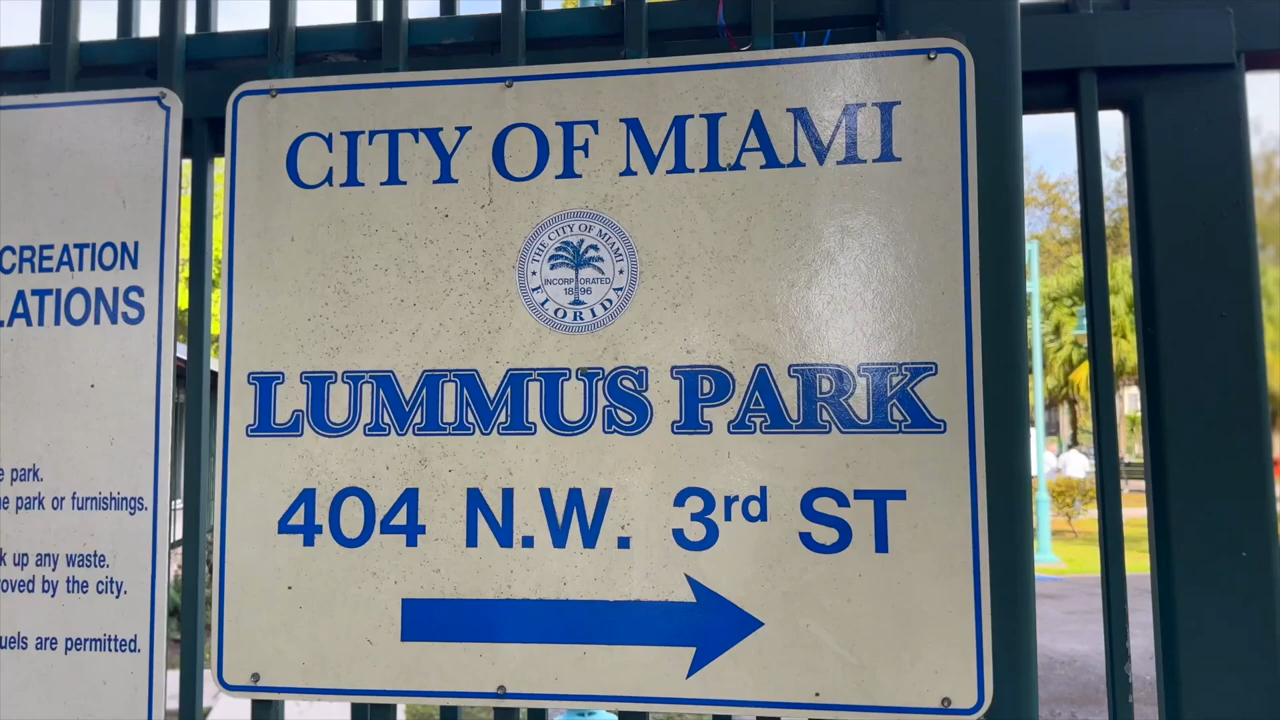 CREATION
LATIONS
e park.
e park or furnishings.
k up any waste.
oved by the city.
uels are permitted.
CITY OF MIAMI
THE CITY OF MIAMI
INCORPORATED
1896
FLORIDA
LUMMUS PARK
404 N.W. 3rd ST